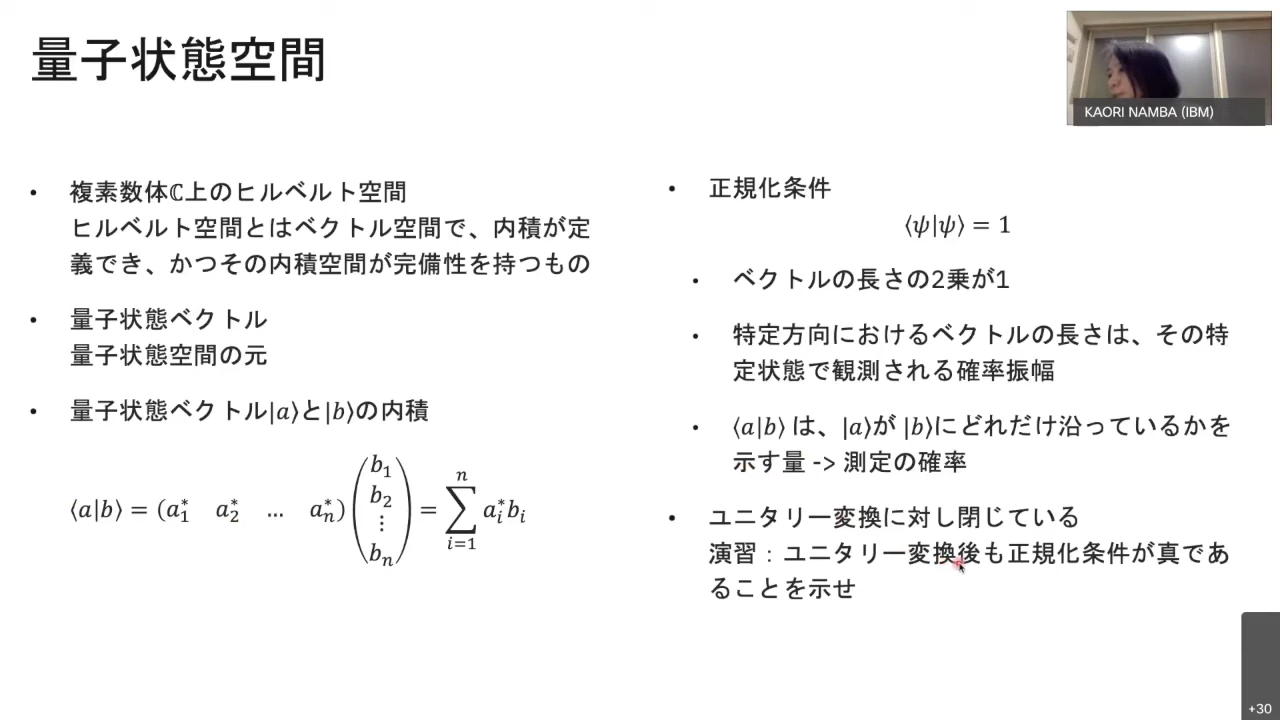 量子状態空間
KAORI NAMBA (IBM)
• 複素数体ℂ上のヒルベルト空間
ヒルベルト空間とはベクトル空間で、内積が定
義でき、かつその内積空間が完備性を持つもの
• 量子状態ベクトル
量子状態空間の元
• 量子状態ベクトル|a⟩と|b⟩の内積
⟨a|b⟩ = (a₁* a₂* … aₙ*) (b₁ b₂ ⋮ bₙ) = ∑ᵢ₌₁ⁿ aᵢ* bᵢ
• 正規化条件
⟨ψ|ψ⟩ = 1
• ベクトルの長さの2乗が1
• 特定方向におけるベクトルの長さは、その特
定状態で観測される確率振幅
• ⟨a|b⟩ は、|a⟩が |b⟩にどれだけ沿っているかを
示す量 -> 測定の確率
• ユニタリー変換に対し閉じている
演習：ユニタリー変換後も正規化条件が真であ
ることを示せ
+30